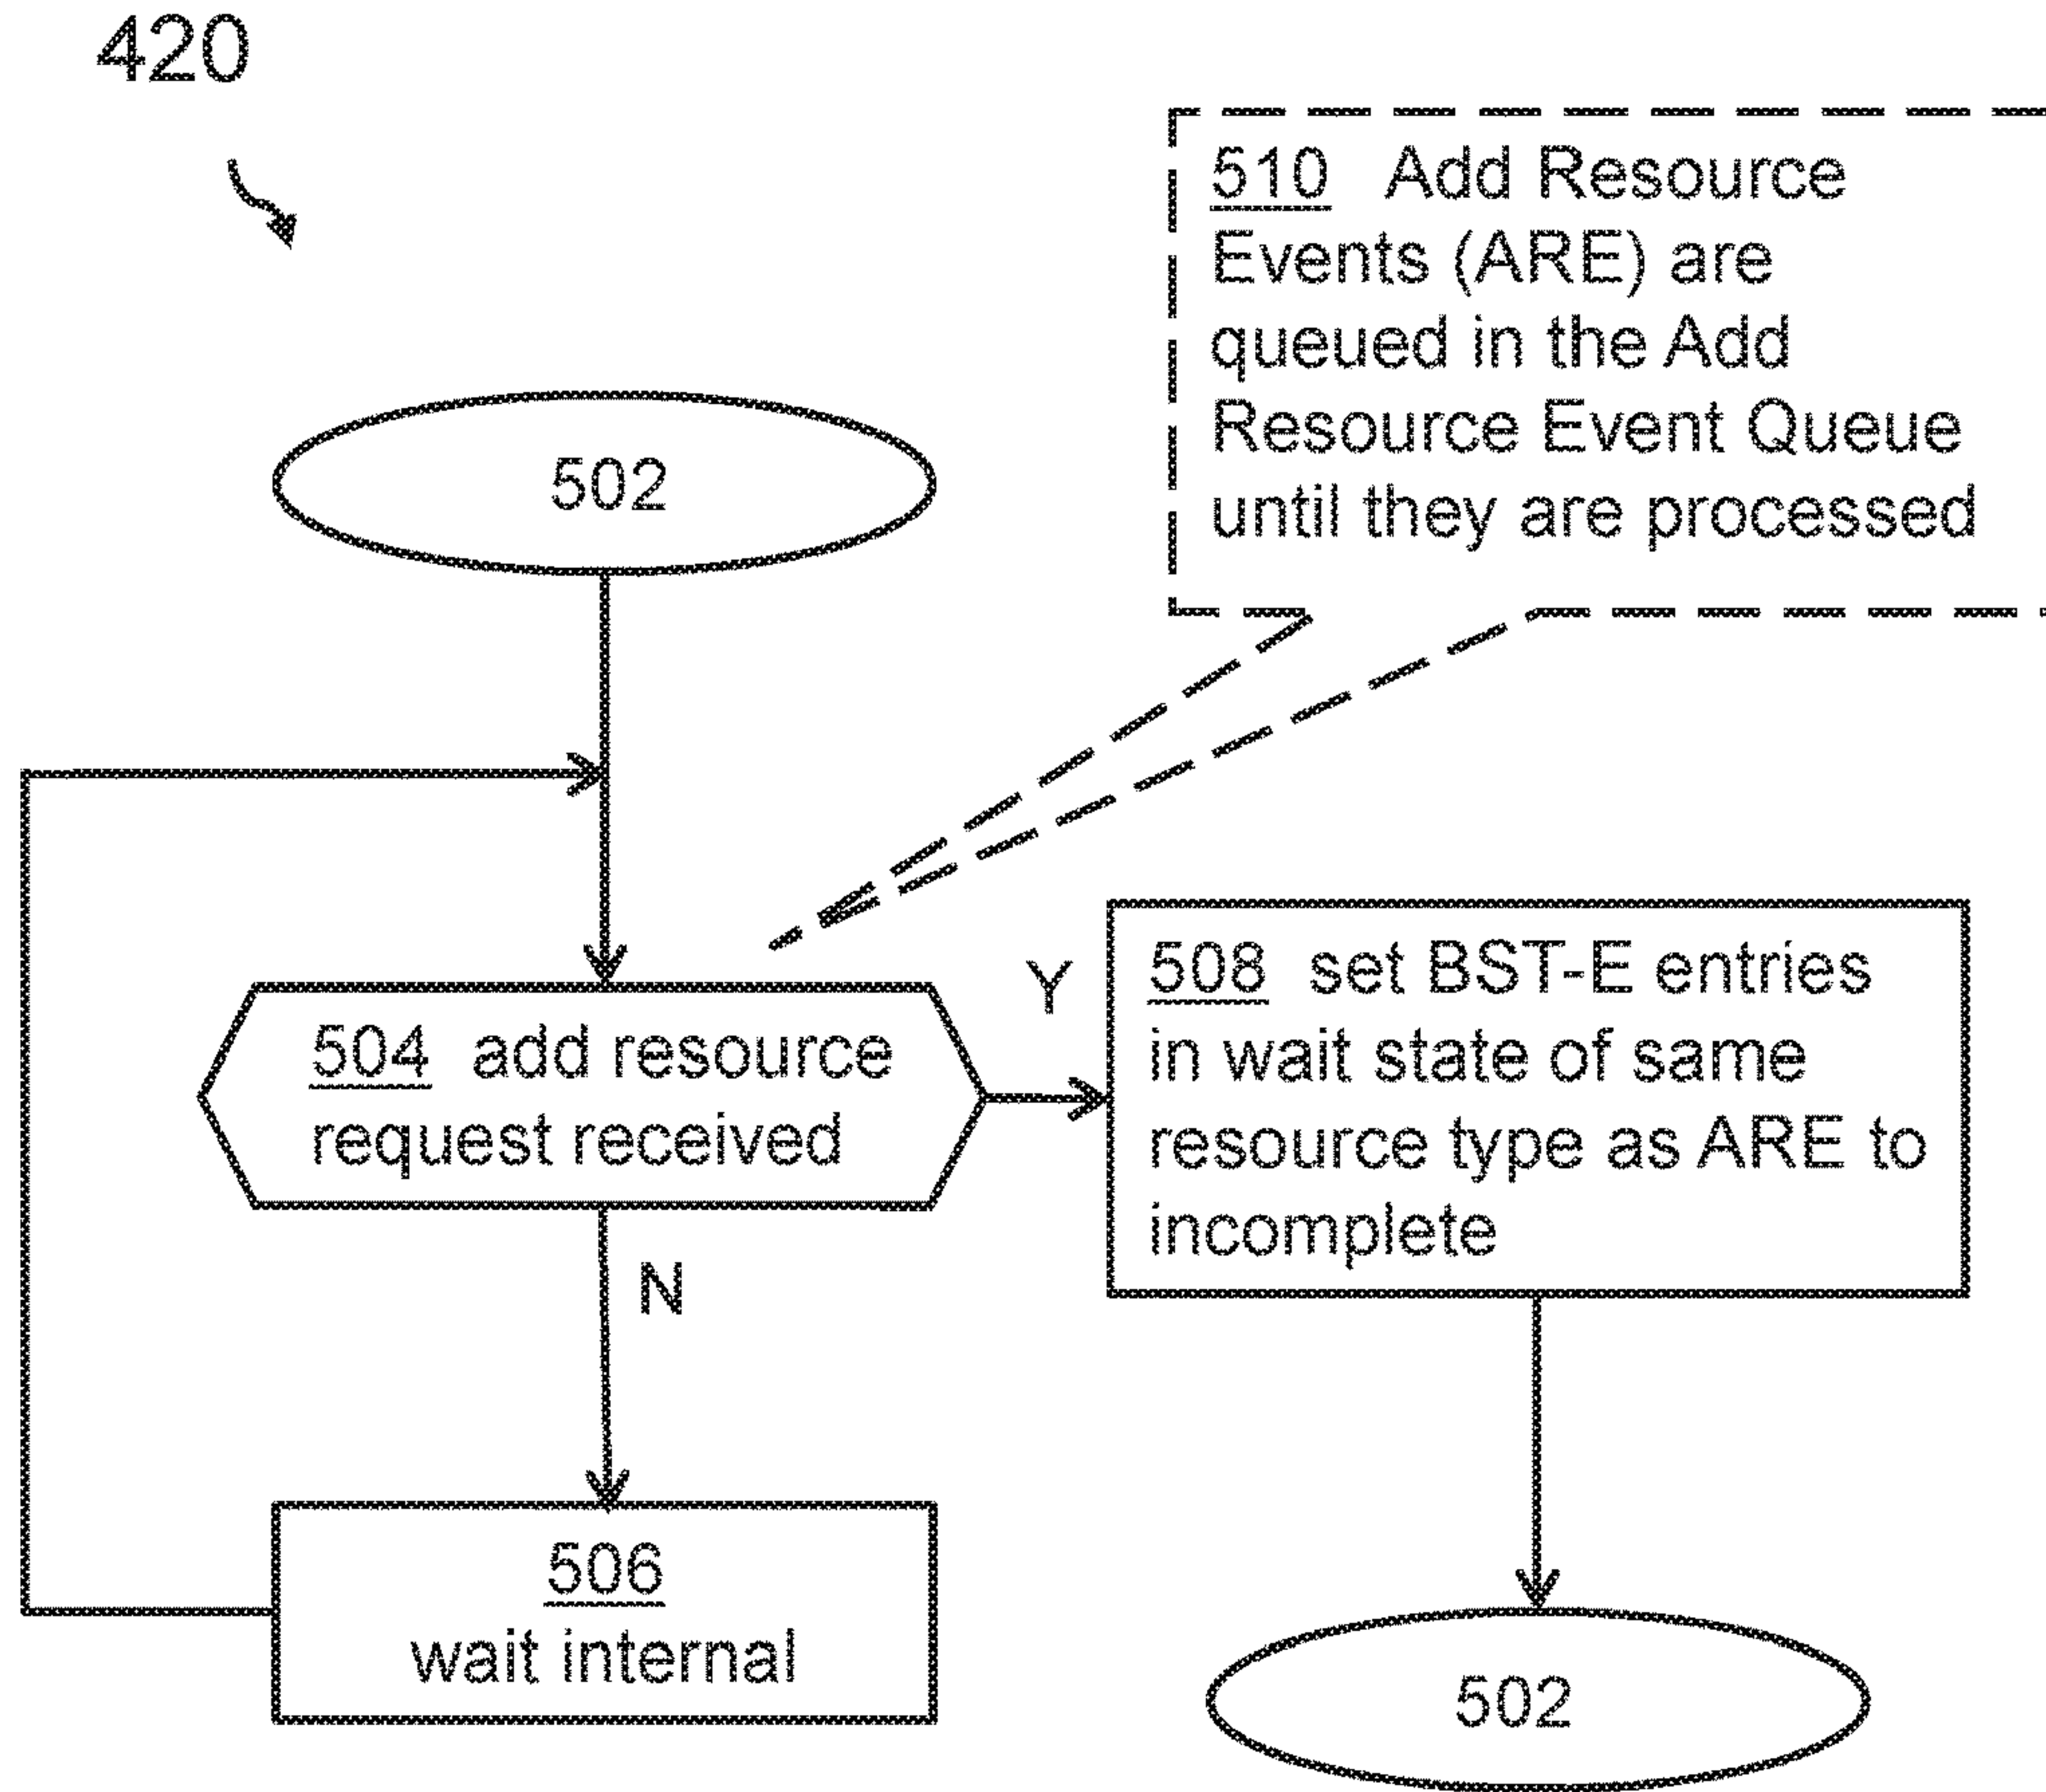 420
510 Add Resource
Events (ARE) are
queued in the Add
Resource Event Queue
until they are processed
502
504 add resource
request received
Y
508 set BST-E entries
in wait state of same
resource type as ARE to
incomplete
N
506
wait internal
502